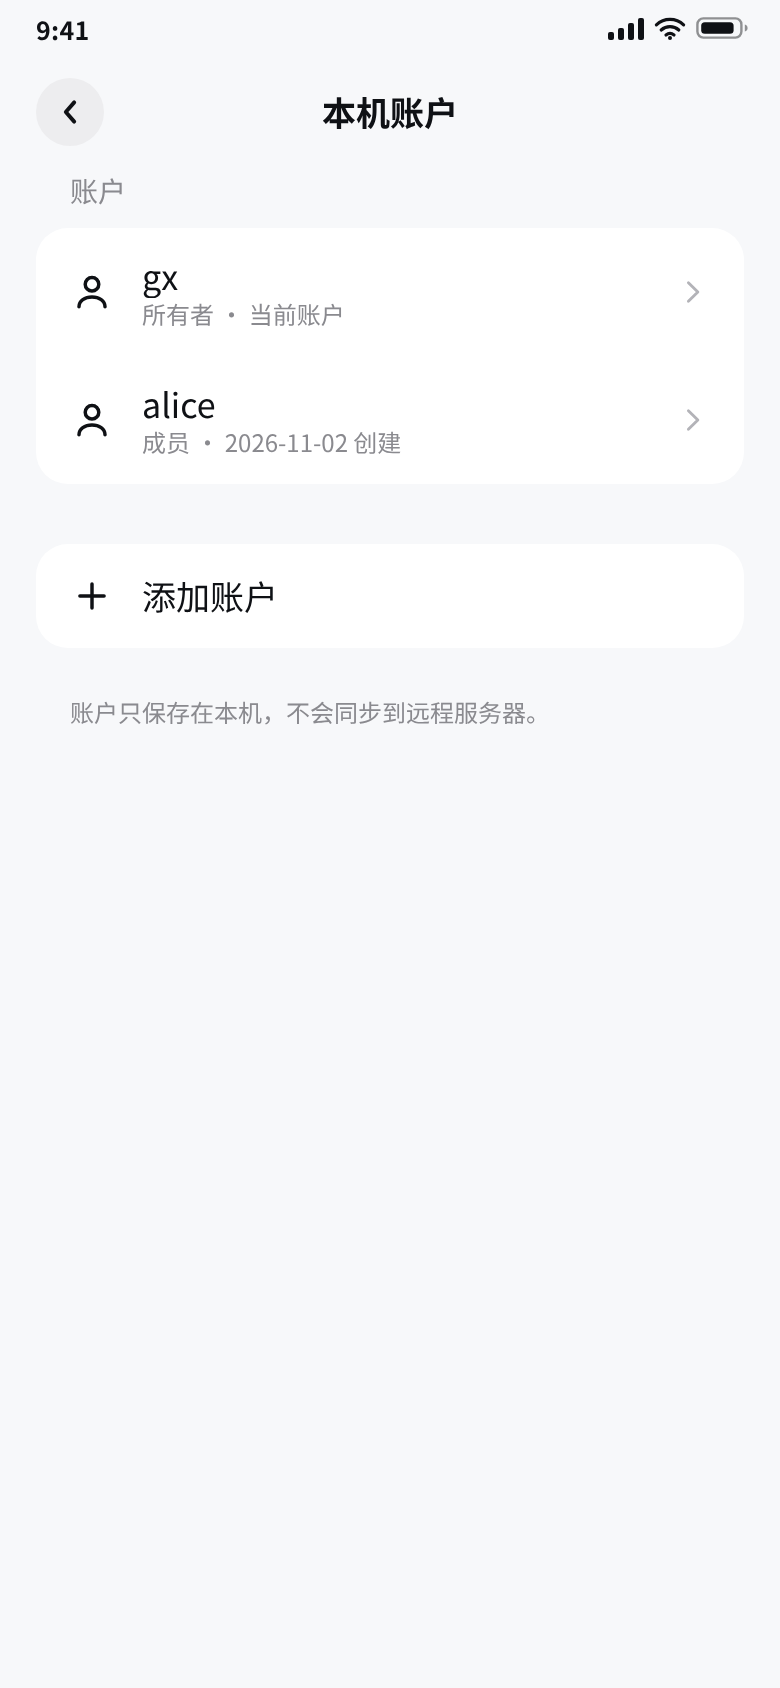 9:41
本机账户
账户
gx
所有者 • 当前账户
alice
成员 • 2026-11-02 创建
添加账户
账户只保存在本机，不会同步到远程服务器。